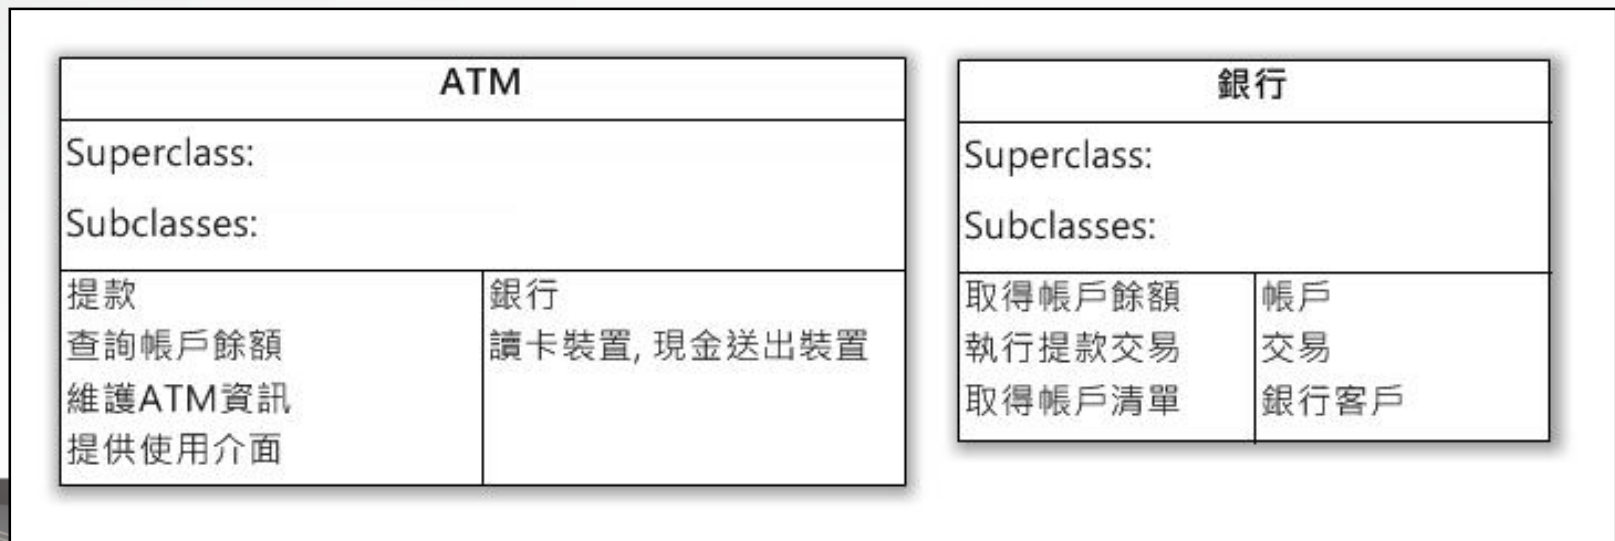 ATM
Superclass:
Subclasses:
提款
查詢帳戶餘額
維護ATM資訊
提供使用介面
銀行
讀卡裝置, 現金送出裝置
銀行
Superclass:
Subclasses:
取得帳戶餘額
執行提款交易
取得帳戶清單
帳戶
交易
銀行客戶